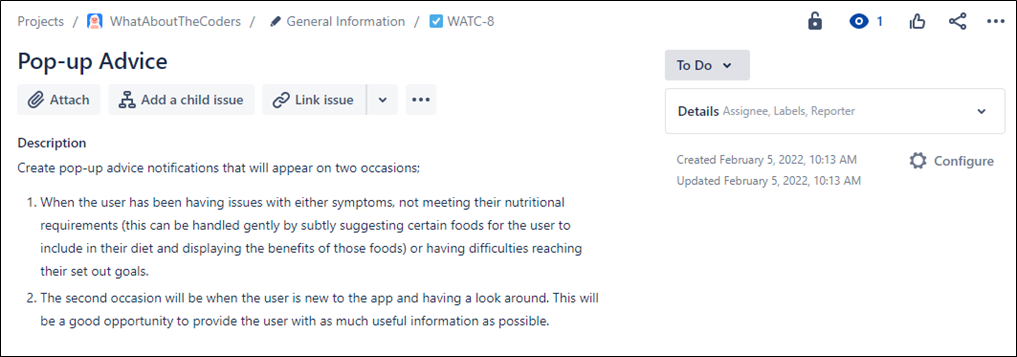 Projects / WhatAboutTheCoders / General Information / WATC-8
1
Pop-up Advice
To Do
Attach
Add a child issue
Link issue
Details Assignee, Labels, Reporter
Description
Create pop-up advice notifications that will appear on two occasions;
Created February 5, 2022, 10:13 AM
Configure
Updated February 5, 2022, 10:13 AM
1. When the user has been having issues with either symptoms, not meeting their nutritional
requirements (this can be handled gently by subtly suggesting certain foods for the user to
include in their diet and displaying the benefits of those foods) or having difficulties reaching
their set out goals.
2. The second occasion will be when the user is new to the app and having a look around. This will
be a good opportunity to provide the user with as much useful information as possible.